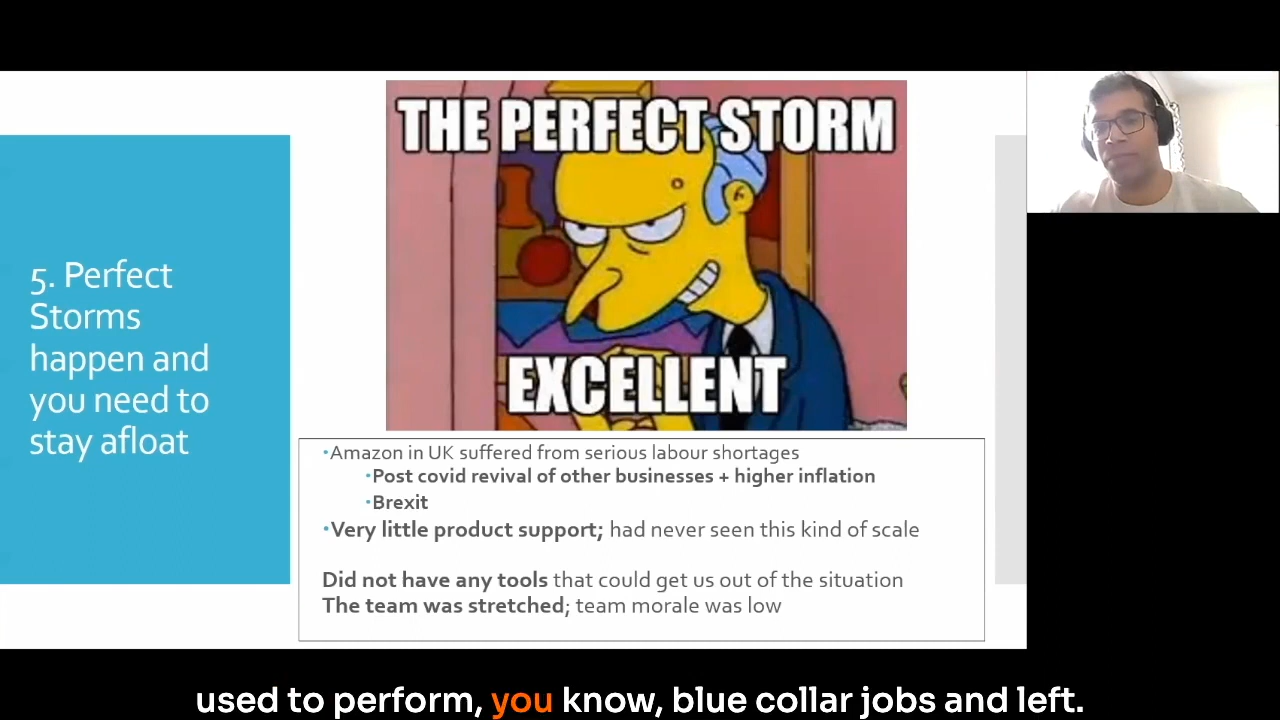 THE PERFECT STORM
EXCELLENT
5. Perfect
Storms
happen and
you need to
stay afloat
•Amazon in UK suffered from serious labour shortages
•Post covid revival of other businesses + higher inflation
•Brexit
•Very little product support; had never seen this kind of scale
Did not have any tools that could get us out of the situation
The team was stretched; team morale was low
used to perform, you know, blue collar jobs and left.